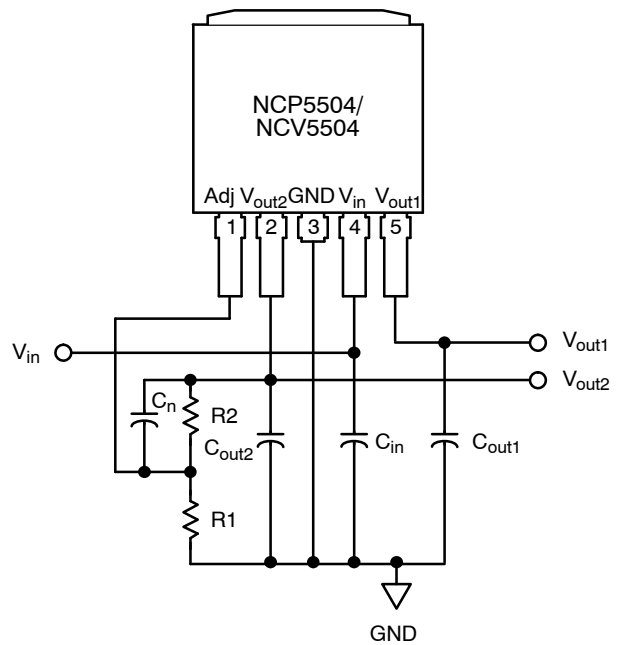 NCP5504/
NCV5504
Adj Vout2 GND Vin Vout1
1 2 3 4 5
Vin
Vout1
Vout2
Cn
R2
Cout2
Cin
Cout1
R1
GND